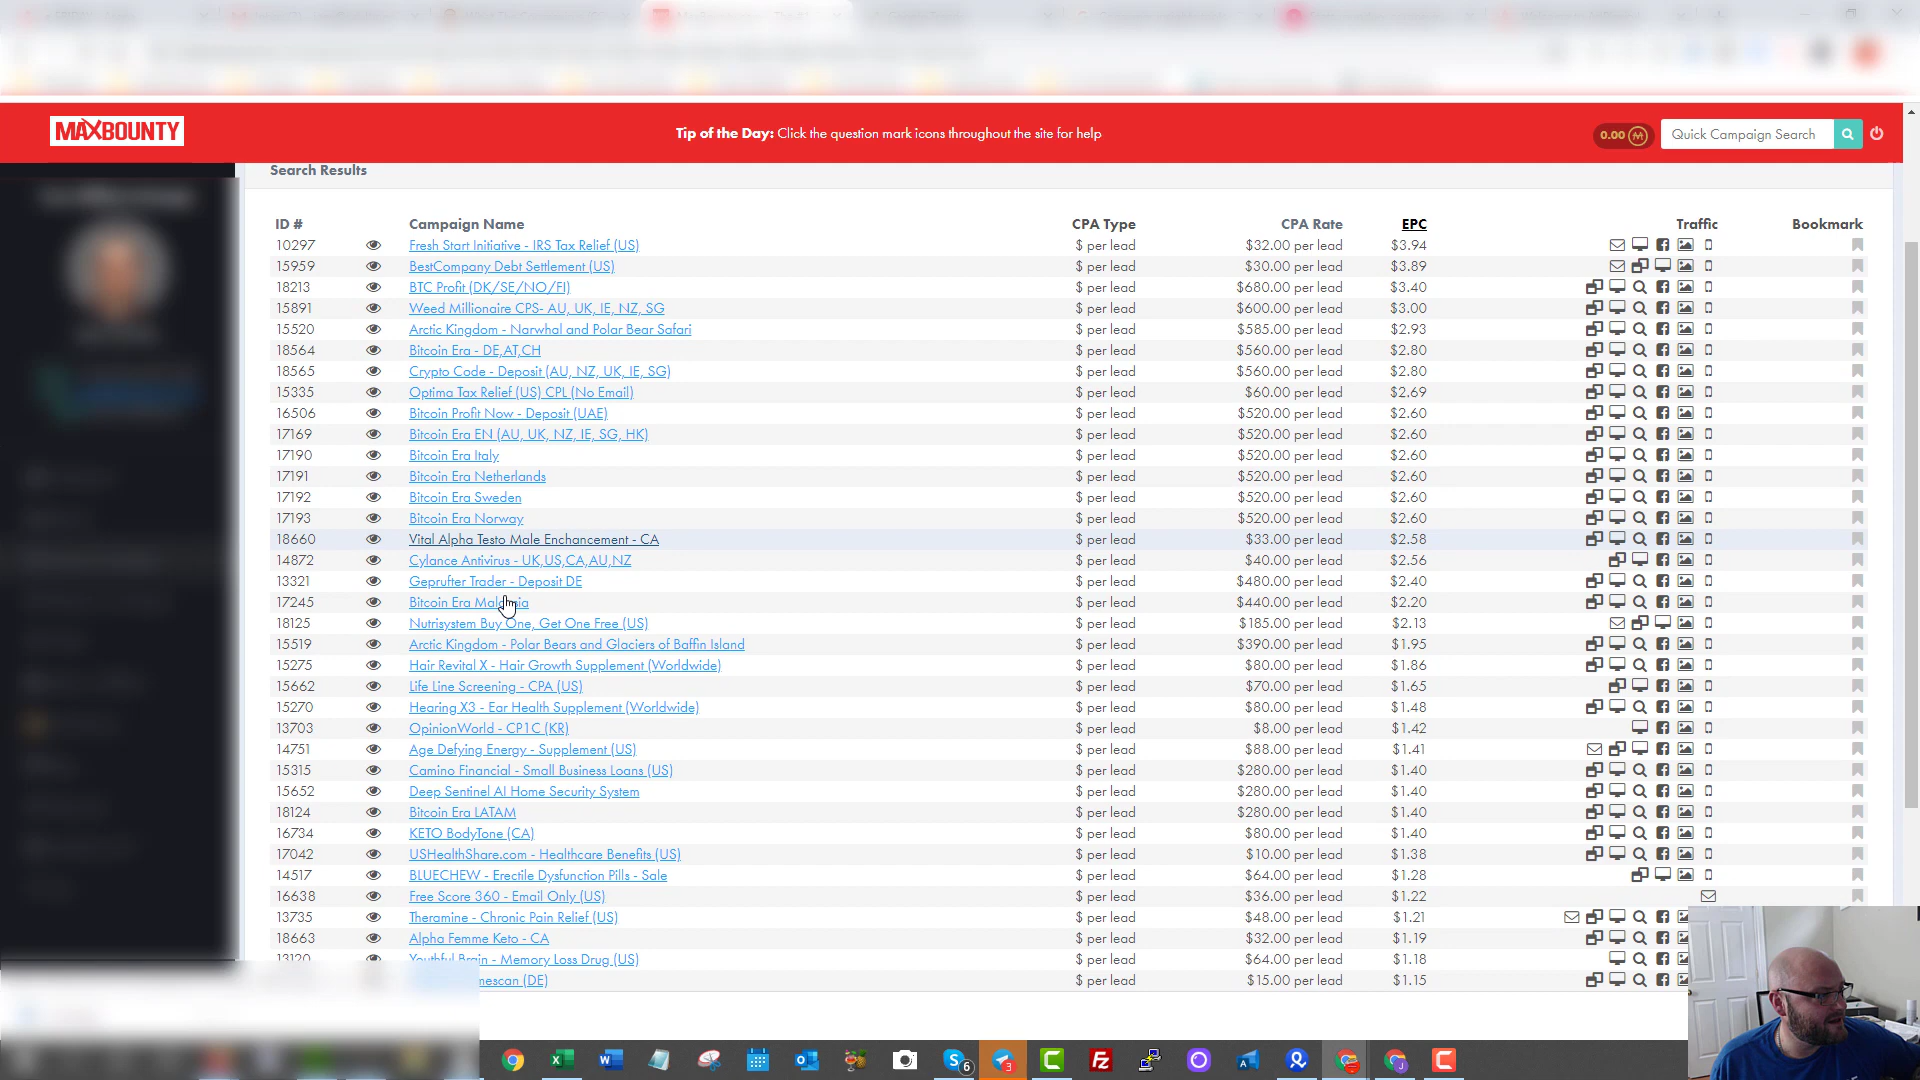 MAXBOUNTY
Tip of the Day: Click the question mark icons throughout the site for help
0.00
Quick Campaign Search
Search Results
ID # Campaign Name CPA Type CPA Rate EPC Traffic Bookmark
10297 Fresh Start Initiative - IRS Tax Relief (US) $ per lead $32.00 per lead $3.94
15959 BestCompany Debt Settlement (US) $ per lead $30.00 per lead $3.89
18213 BTC Profit (DK/SE/NO/FI) $ per lead $680.00 per lead $3.40
15891 Weed Millionaire CPS- AU, UK, IE, NZ, SG $ per lead $600.00 per lead $3.00
15520 Arctic Kingdom - Narwhal and Polar Bear Safari $ per lead $585.00 per lead $2.93
18564 Bitcoin Era - DE,AT,CH $ per lead $560.00 per lead $2.80
18565 Crypto Code - Deposit (AU, NZ, UK, IE, SG) $ per lead $560.00 per lead $2.80
15335 Optima Tax Relief (US) CPL (No Email) $ per lead $60.00 per lead $2.69
16506 Bitcoin Profit Now - Deposit (UAE) $ per lead $520.00 per lead $2.60
17169 Bitcoin Era EN (AU, UK, NZ, IE, SG, HK) $ per lead $520.00 per lead $2.60
17190 Bitcoin Era Italy $ per lead $520.00 per lead $2.60
17191 Bitcoin Era Netherlands $ per lead $520.00 per lead $2.60
17192 Bitcoin Era Sweden $ per lead $520.00 per lead $2.60
17193 Bitcoin Era Norway $ per lead $520.00 per lead $2.60
18660 Vital Alpha Testo Male Enchancement - CA $ per lead $33.00 per lead $2.58
14872 Cylance Antivirus - UK,US,CA,AU,NZ $ per lead $40.00 per lead $2.56
13321 Geprufter Trader - Deposit DE $ per lead $480.00 per lead $2.40
17245 Bitcoin Era Malaysia $ per lead $440.00 per lead $2.20
18125 Nutrisystem Buy One, Get One Free (US) $ per lead $185.00 per lead $2.13
15519 Arctic Kingdom - Polar Bears and Glaciers of Baffin Island $ per lead $390.00 per lead $1.95
15275 Hair Revital X - Hair Growth Supplement (Worldwide) $ per lead $80.00 per lead $1.86
15662 Life Line Screening - CPA (US) $ per lead $70.00 per lead $1.65
15270 Hearing X3 - Ear Health Supplement (Worldwide) $ per lead $80.00 per lead $1.48
13703 OpinionWorld - CP1C (KR) $ per lead $8.00 per lead $1.42
14751 Age Defying Energy - Supplement (US) $ per lead $88.00 per lead $1.41
15315 Camino Financial - Small Business Loans (US) $ per lead $280.00 per lead $1.40
15652 Deep Sentinel AI Home Security System $ per lead $280.00 per lead $1.40
18124 Bitcoin Era LATAM $ per lead $280.00 per lead $1.40
16734 KETO BodyTone (CA) $ per lead $80.00 per lead $1.40
17042 USHealthShare.com - Healthcare Benefits (US) $ per lead $10.00 per lead $1.38
14517 BLUECHEW - Erectile Dysfunction Pills - Sale $ per lead $64.00 per lead $1.28
16638 Free Score 360 - Email Only (US) $ per lead $36.00 per lead $1.22
13735 Theramine - Chronic Pain Relief (US) $ per lead $48.00 per lead $1.21
18663 Alpha Femme Keto - CA $ per lead $32.00 per lead $1.19
13120 Youthful Brain - Memory Loss Drug (US) $ per lead $64.00 per lead $1.18
mescan (DE) $ per lead $15.00 per lead $1.15
6
3